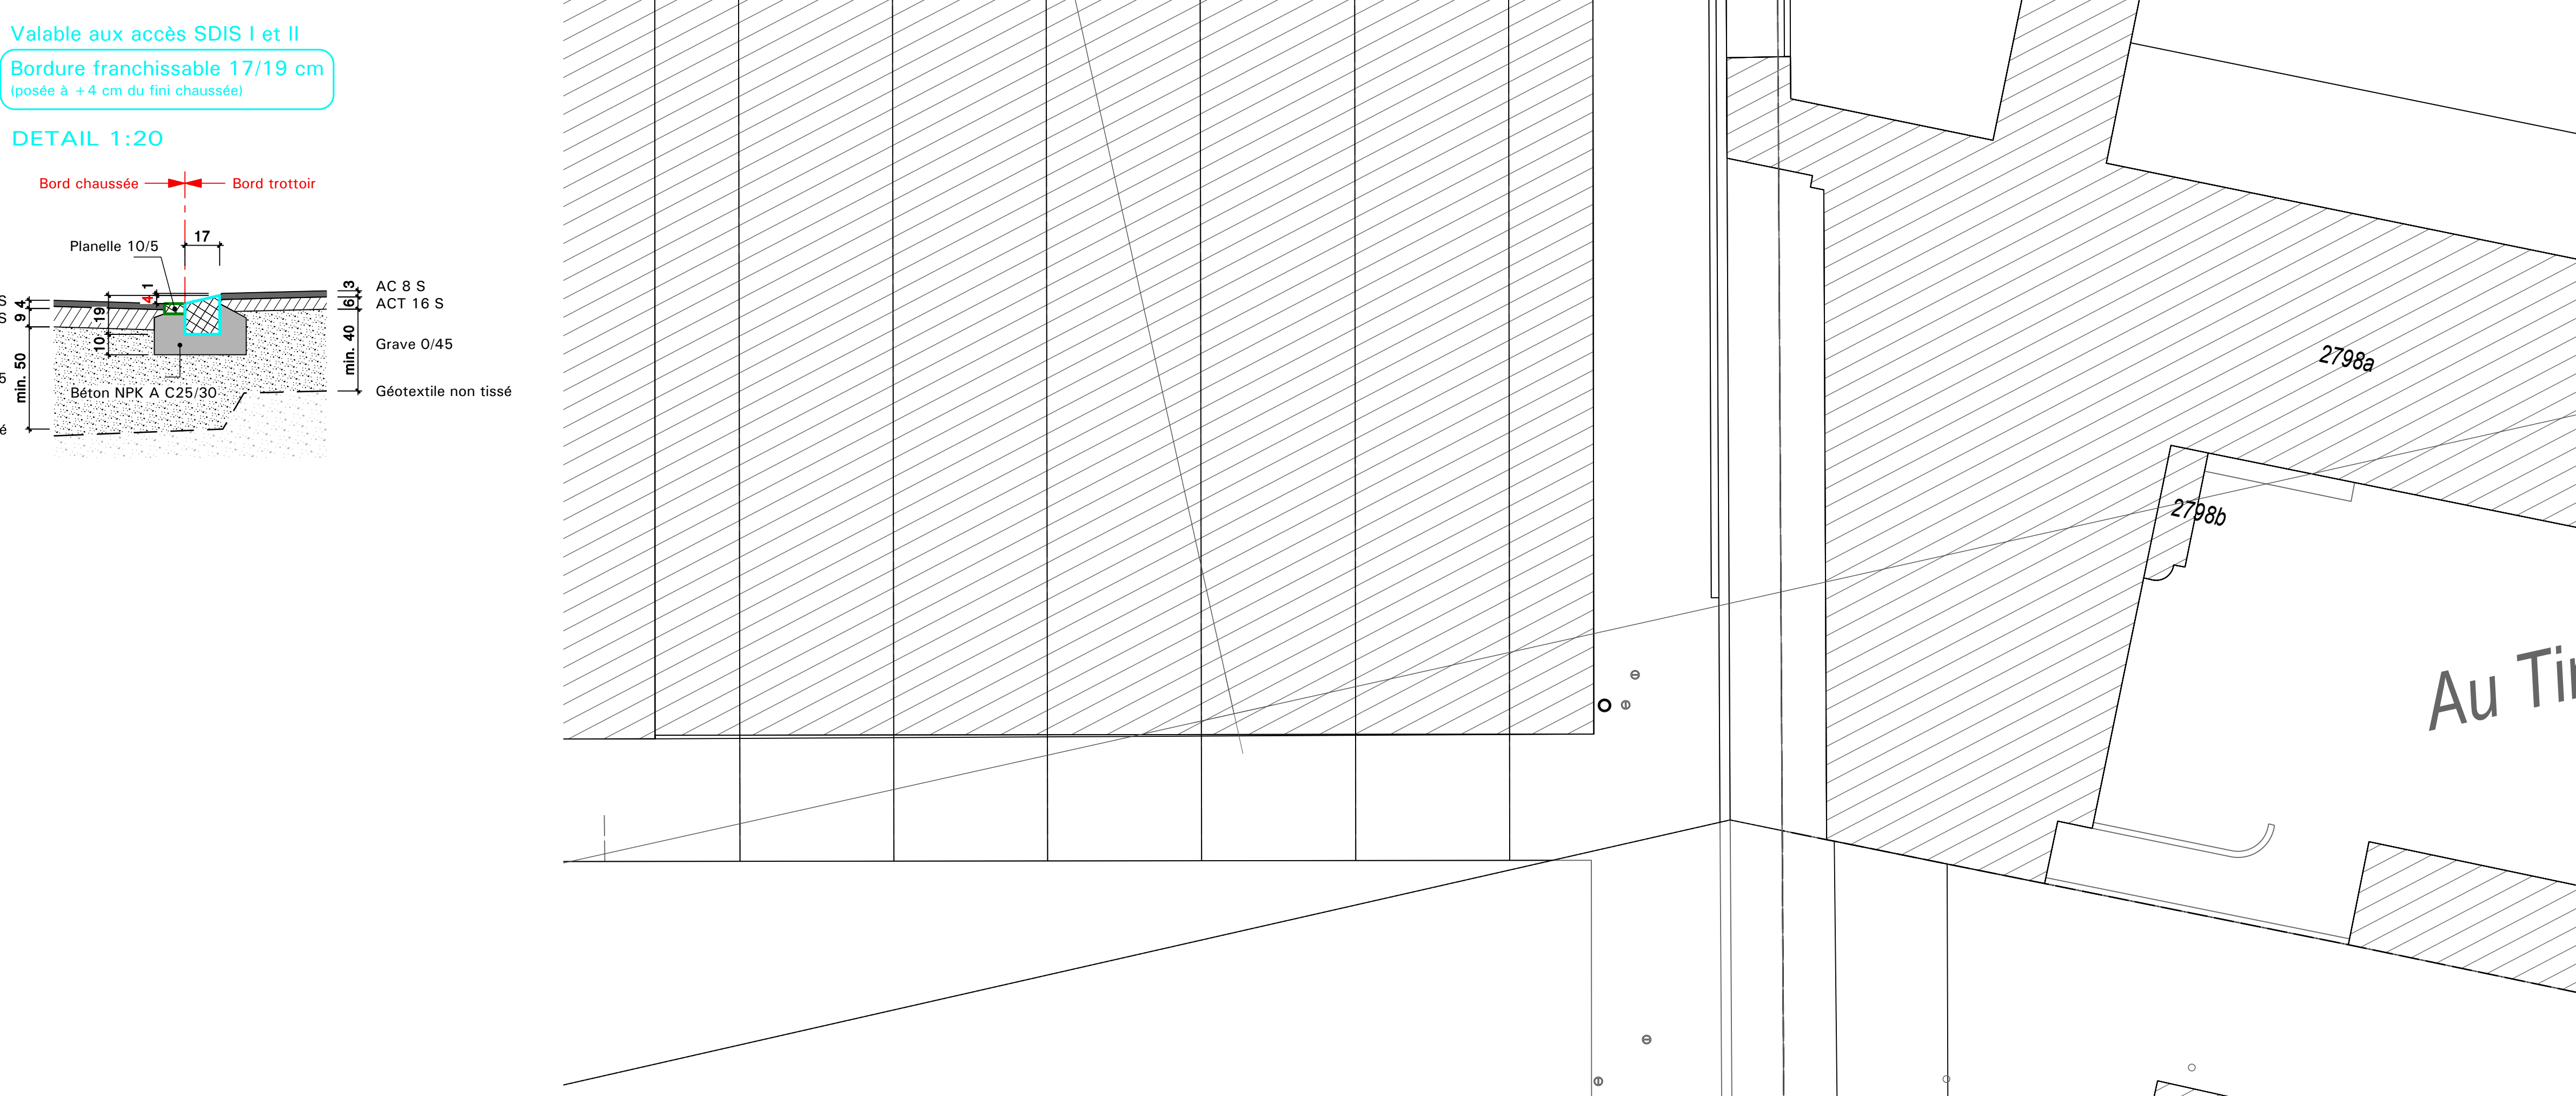 Valable aux accès SDIS I et II
Bordure franchissable 17/19 cm
(posée à +4 cm du fini chaussée)
DETAIL 1:20
Bord chaussée
Bord trottoir
17
Planelle 10/5
1
4
19
10
4
9
min. 50
S
S
5
é
3
6
min. 40
AC 8 S
ACT 16 S
Grave 0/45
Béton NPK A C25/30
Géotextile non tissé
2798a
2798b
Au